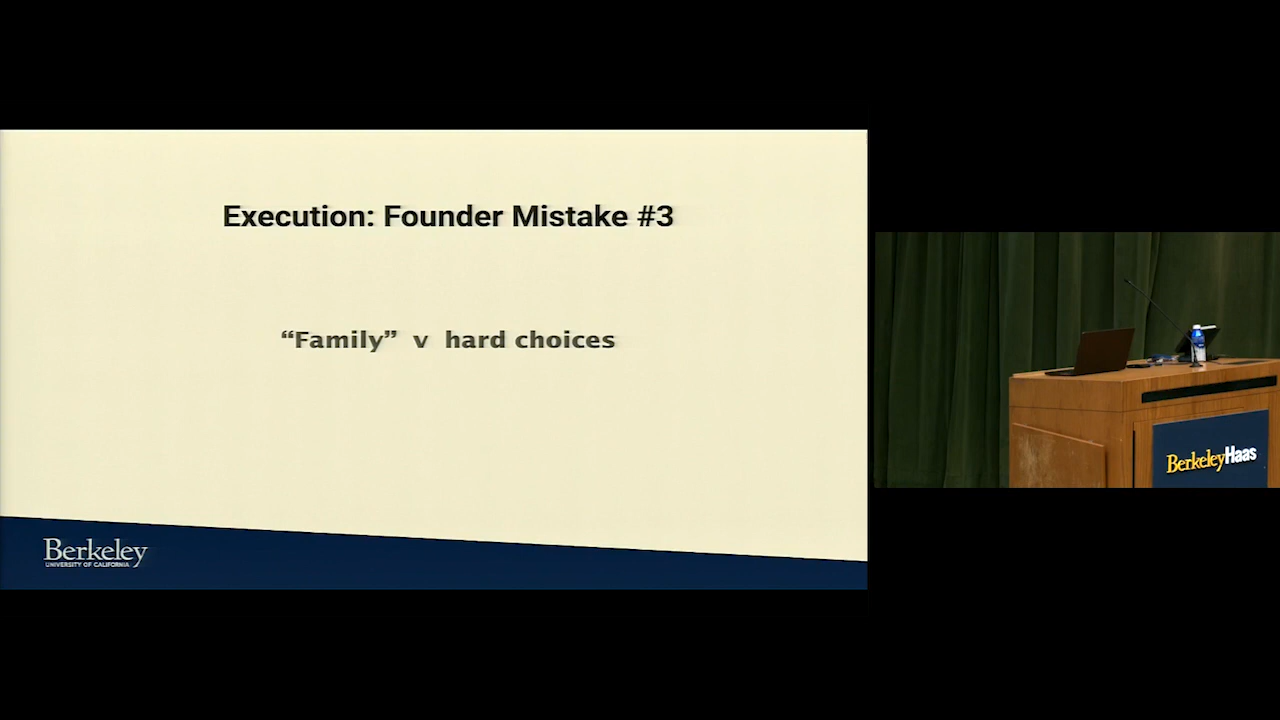 Execution: Founder Mistake #3
“Family” v hard choices
Berkeley
UNIVERSITY OF CALIFORNIA
BerkeleyHaas